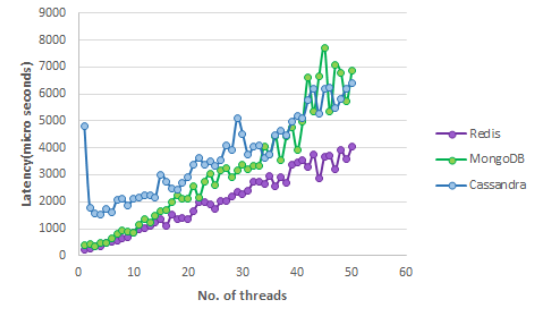 9000
8000
7000
6000
5000
4000
3000
2000
1000
0
Latency(micro seconds)
0 10 20 30 40 50 60
No. of threads
Redis
MongoDB
Cassandra